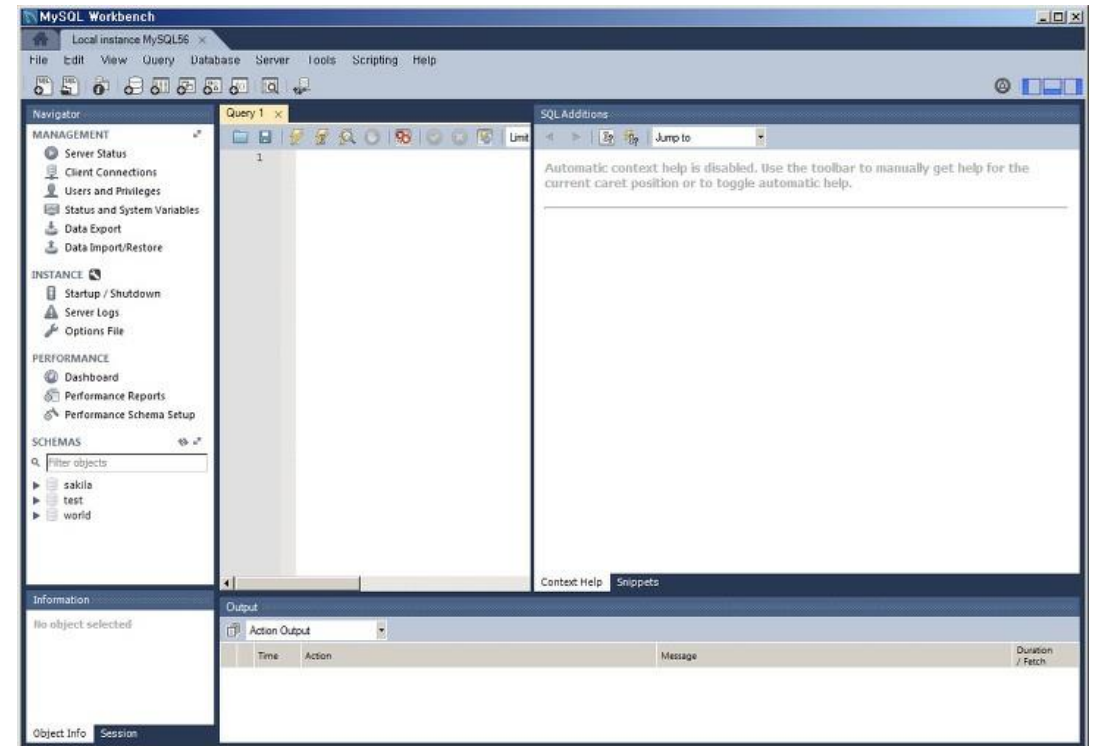 MySQL Workbench
Local instance MySQL56
File Edit View Query Database Server Tools Scripting Help
Navigator
MANAGEMENT
Server Status
Client Connections
Users and Privileges
Status and System Variables
Data Export
Data Import/Restore
INSTANCE
Startup / Shutdown
Server Logs
Options File
PERFORMANCE
Dashboard
Performance Reports
Performance Schema Setup
SCHEMAS
Filter objects
sakila
test
world
Query 1
Limit
1
SQL Additions
Jump to
Automatic context help is disabled. Use the toolbar to manually get help for the
current caret position or to toggle automatic help.
Context Help Snippets
Information
No object selected
Object Info Session
Output
Action Output
Time Action Message Duration
/ Fetch